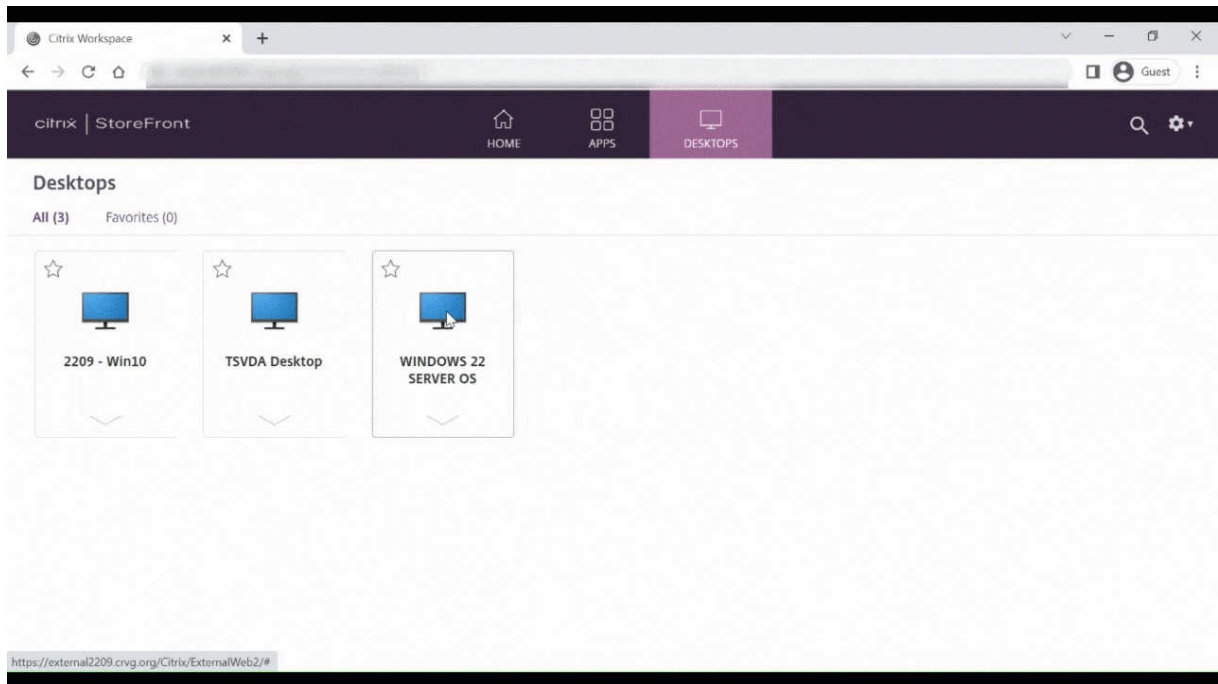 Citrix Workspace
Guest
citrix | StoreFront
HOME
APPS
DESKTOPS
Desktops
All (3)
Favorites (0)
2209 - Win10
TSVDA Desktop
WINDOWS 22
SERVER OS
https://external2209.crvg.org/Citrix/ExternalWeb2/#